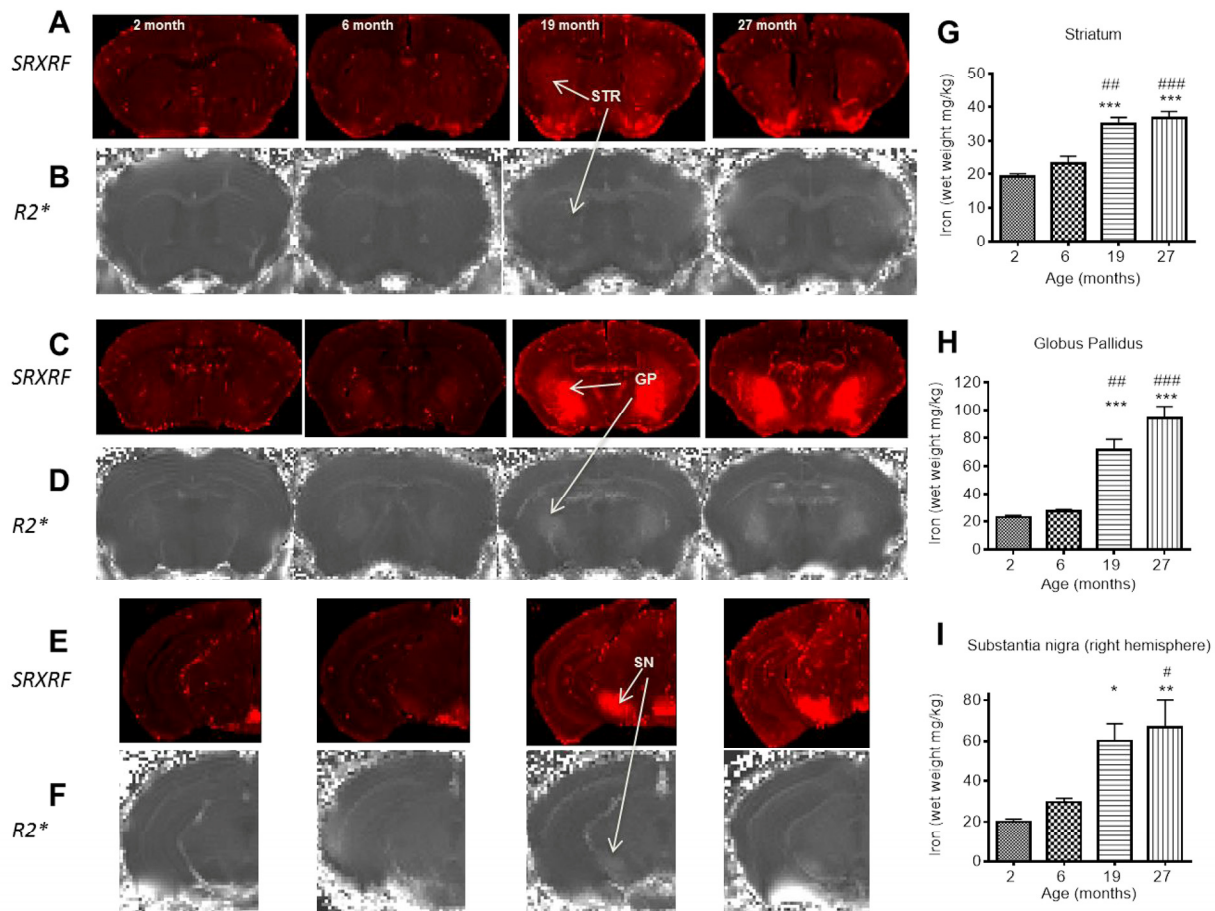 A
SRXRF
2 month
6 month
19 month
27 month
STR
B
R2*
C
SRXRF
GP
D
R2*
E
SRXRF
SN
F
R2*
G
Striatum
Iron (wet weight mg/kg)
50
40
30
20
10
0
##
###
***
***
2
6
19
27
Age (months)
H
Globus Pallidus
Iron (wet weight mg/kg)
120
100
80
60
40
20
0
##
###
***
***
2
6
19
27
Age (months)
I
Substantia nigra (right hemisphere)
Iron (wet weight mg/kg)
80
60
40
20
0
#
*
**
2
6
19
27
Age (months)